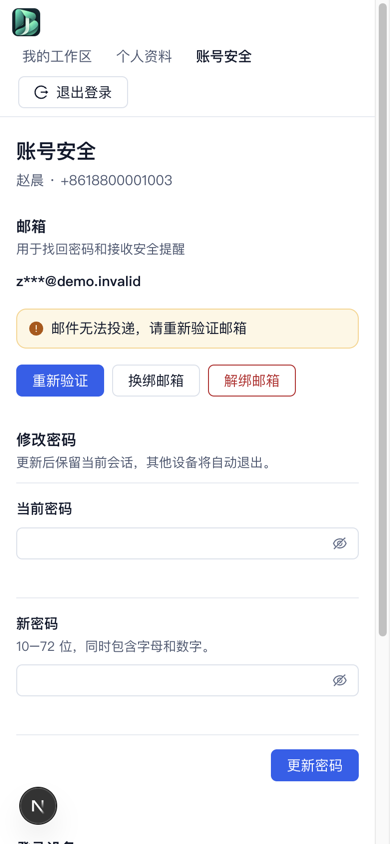 我的工作区 个人资料 账号安全
退出登录
账号安全
赵晨 · +8618800001003
邮箱
用于找回密码和接收安全提醒
z***@demo.invalid
邮件无法投递，请重新验证邮箱
重新验证 换绑邮箱 解绑邮箱
修改密码
更新后保留当前会话，其他设备将自动退出。
当前密码
新密码
10—72 位，同时包含字母和数字。
更新密码
N